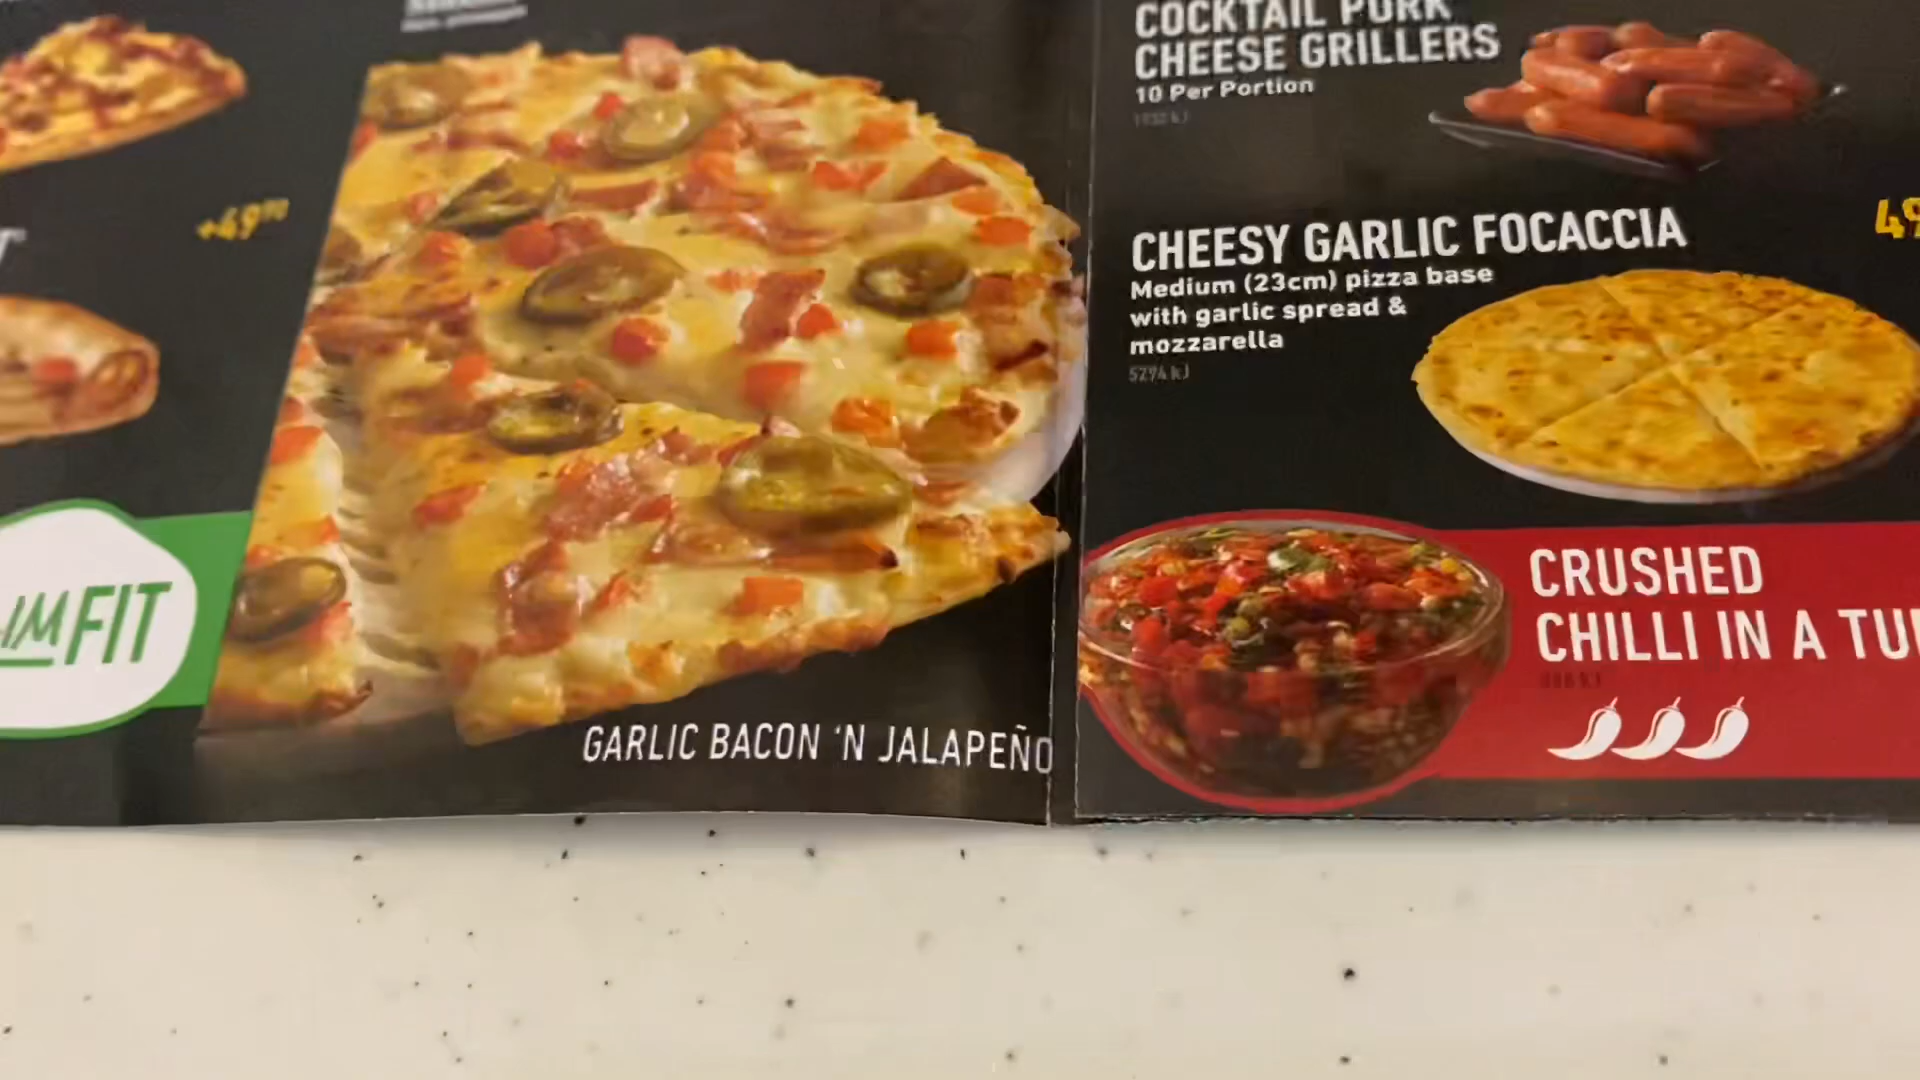 +49⁹⁰
IMFIT
GARLIC BACON 'N JALAPEÑO
COCKTAIL PORK
CHEESE GRILLERS
10 Per Portion
CHEESY GARLIC FOCACCIA
Medium (23cm) pizza base
with garlic spread &
mozzarella
5294 kJ
49
CRUSHED
CHILLI IN A TU